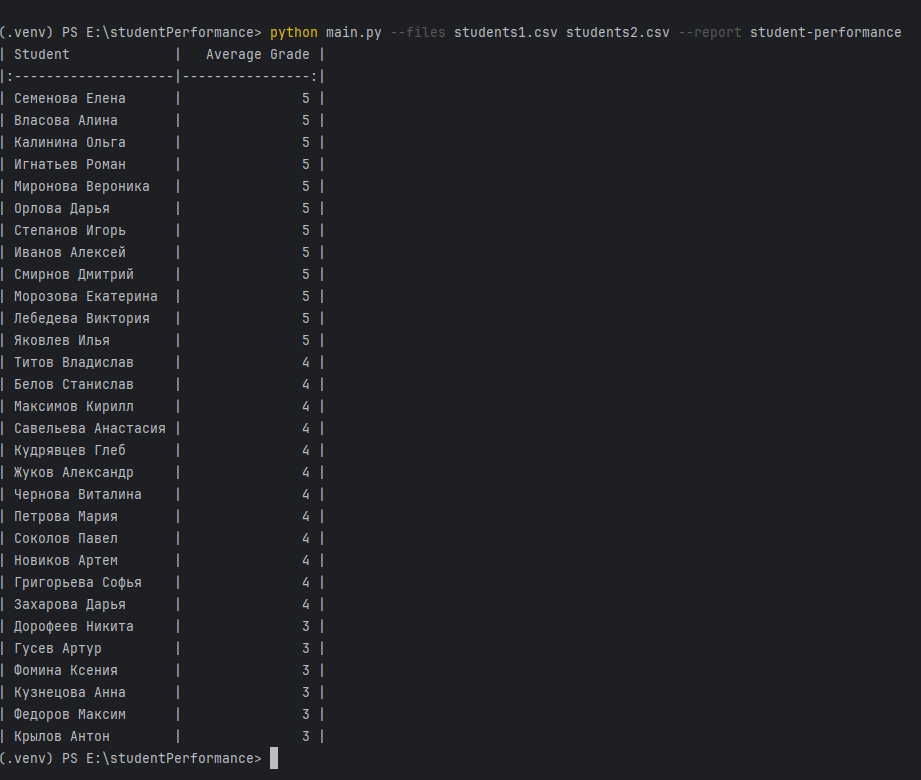 (.venv) PS E:\studentPerformance> python main.py --files students1.csv students2.csv --report student-performance
| Student             |   Average Grade |
|:--------------------|----------------:|
| Семенова Елена      |               5 |
| Власова Алина       |               5 |
| Калинина Ольга      |               5 |
| Игнатьев Роман      |               5 |
| Миронова Вероника   |               5 |
| Орлова Дарья        |               5 |
| Степанов Игорь      |               5 |
| Иванов Алексей      |               5 |
| Смирнов Дмитрий     |               5 |
| Морозова Екатерина  |               5 |
| Лебедева Виктория   |               5 |
| Яковлев Илья        |               5 |
| Титов Владислав     |               4 |
| Белов Станислав     |               4 |
| Максимов Кирилл     |               4 |
| Савельева Анастасия |               4 |
| Кудрявцев Глеб      |               4 |
| Жуков Александр     |               4 |
| Чернова Виталина    |               4 |
| Петрова Мария       |               4 |
| Соколов Павел       |               4 |
| Новиков Артем       |               4 |
| Григорьева Софья    |               4 |
| Захарова Дарья      |               4 |
| Дорофеев Никита     |               3 |
| Гусев Артур         |               3 |
| Фомина Ксения       |               3 |
| Кузнецова Анна      |               3 |
| Федоров Максим      |               3 |
| Крылов Антон        |               3 |
(.venv) PS E:\studentPerformance>